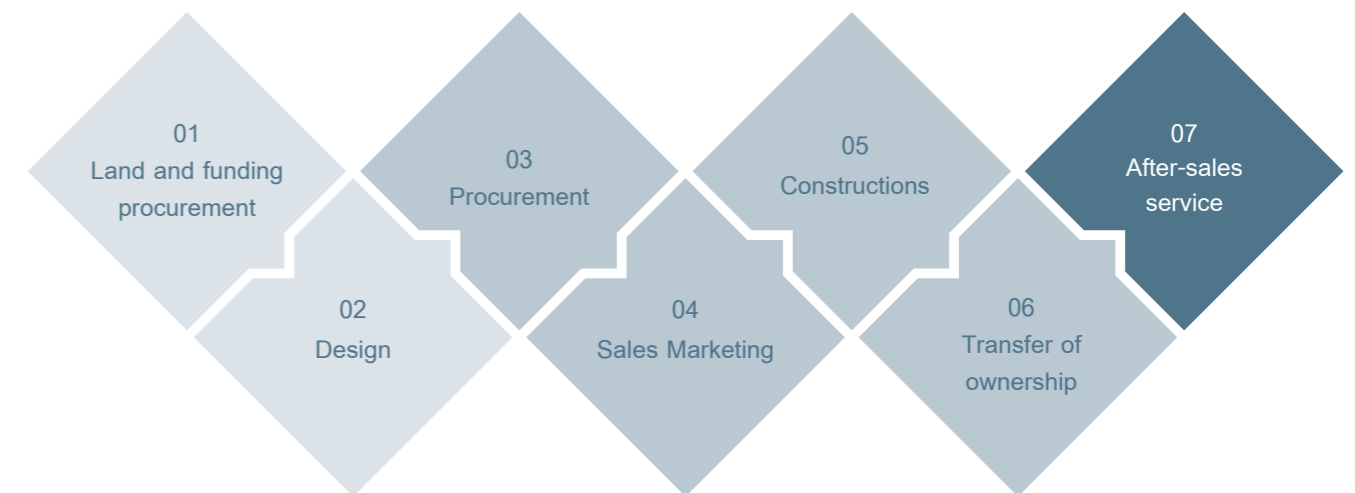 01
Land and funding
procurement
02
Design
03
Procurement
04
Sales Marketing
05
Constructions
06
Transfer of
ownership
07
After-sales
service